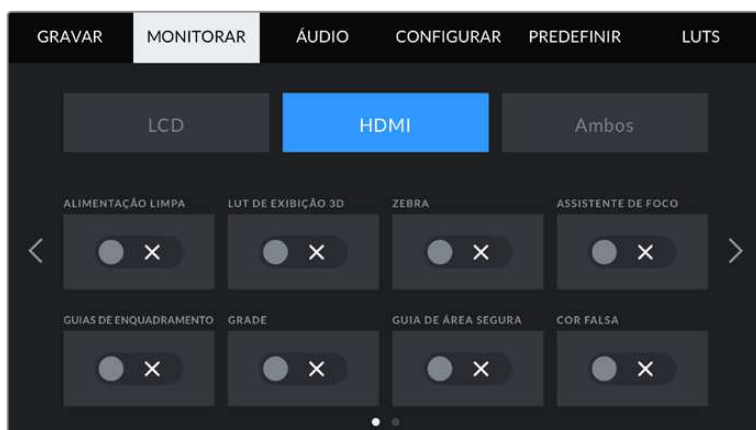 GRAVAR MONITORAR ÁUDIO CONFIGURAR PREDEFINIR LUTS
LCD HDMI Ambos
ALIMENTAÇÃO LIMPA LUT DE EXIBIÇÃO 3D ZEBRA ASSISTENTE DE FOCO
GUIAS DE ENQUADRAMENTO GRADE GUIA DE ÁREA SEGURA COR FALSA